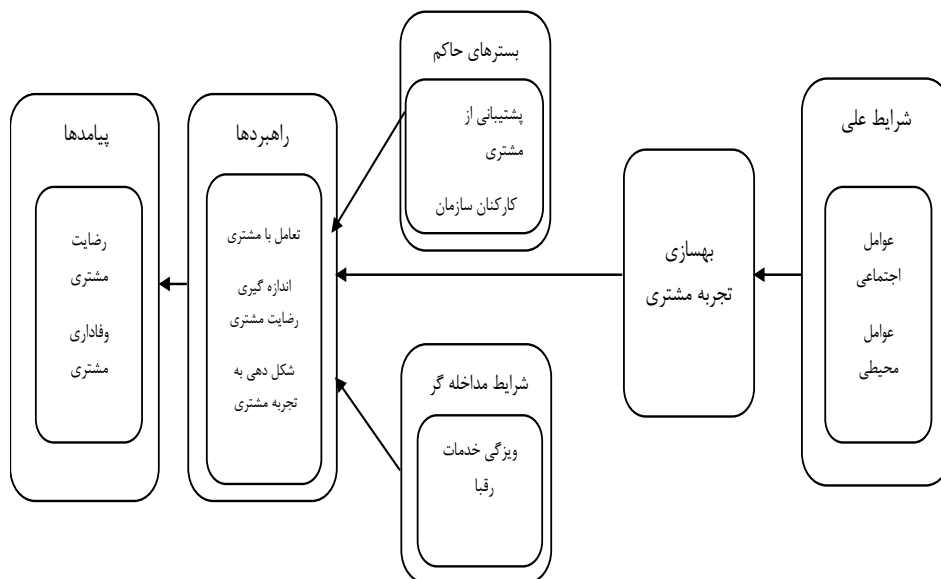 شرایط علی
عوامل
اجتماعی
عوامل
محیطی
بهسازی
تجربه مشتری
بسترهای حاکم
پشتیبانی از
مشتری
کارکنان سازمان
شرایط مداخله گر
ویژگی خدمات
رقبا
راهبردها
تعامل با مشتری
اندازه گیری
رضایت مشتری
شکل دهی به
تجربه مشتری
پیامدها
رضایت
مشتری
وفاداری
مشتری